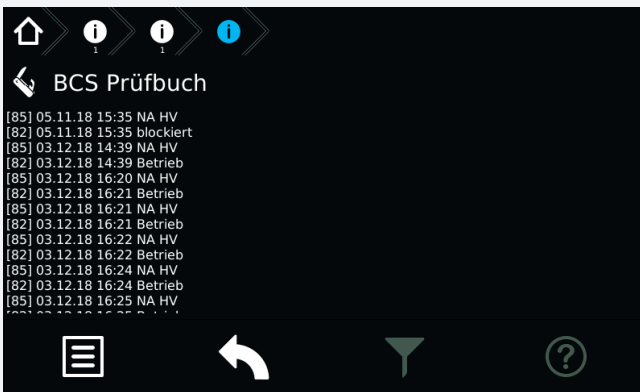 i i i
1 1
BCS Prüfbuch
[85] 05.11.18 15:35 NA HV
[82] 05.11.18 15:35 blockiert
[85] 03.12.18 14:39 NA HV
[82] 03.12.18 14:39 Betrieb
[85] 03.12.18 16:20 NA HV
[82] 03.12.18 16:21 Betrieb
[85] 03.12.18 16:21 NA HV
[82] 03.12.18 16:21 Betrieb
[85] 03.12.18 16:22 NA HV
[82] 03.12.18 16:22 Betrieb
[85] 03.12.18 16:24 NA HV
[82] 03.12.18 16:24 Betrieb
[85] 03.12.18 16:25 NA HV
?